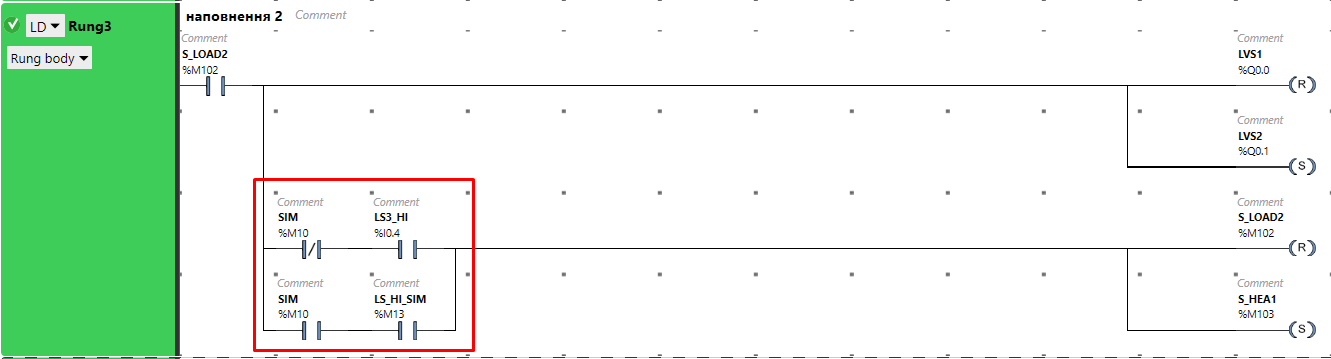 LD Rung3
Rung body
наповнення 2 Comment
Comment
S_LOAD2
%M102
Comment
LVS1
%Q0.0
R
Comment
LVS2
%Q0.1
S
Comment
SIM
%M10
Comment
LS3_HI
%I0.4
Comment
S_LOAD2
%M102
R
Comment
SIM
%M10
Comment
LS_HI_SIM
%M13
Comment
S_HEA1
%M103
S